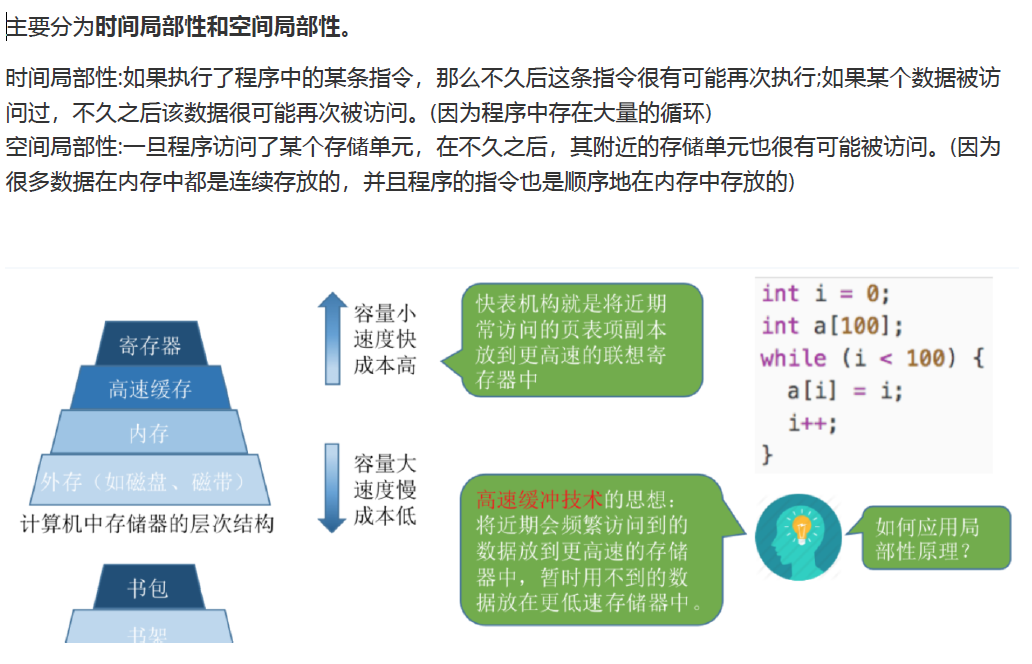 主要分为时间局部性和空间局部性。
时间局部性:如果执行了程序中的某条指令，那么不久后这条指令很有可能再次执行;如果某个数据被访
问过，不久之后该数据很可能再次被访问。(因为程序中存在大量的循环)
空间局部性:一旦程序访问了某个存储单元，在不久之后，其附近的存储单元也很有可能被访问。(因为
很多数据在内存中都是连续存放的，并且程序的指令也是顺序地在内存中存放的)
寄存器
高速缓存
内存
外存（如磁盘、磁带）
计算机中存储器的层次结构
容量小
速度快
成本高
容量大
速度慢
成本低
快表机构就是将近期
常访问的页表项副本
放到更高速的联想寄
存器中
int i = 0;
int a[100];
while (i < 100) {
a[i] = i;
i++;
}
高速缓冲技术的思想：
将近期会频繁访问到的
数据放到更高速的存储
器中，暂时用不到的数
据放在更低速存储器中。
如何应用局
部性原理？
书包
书架